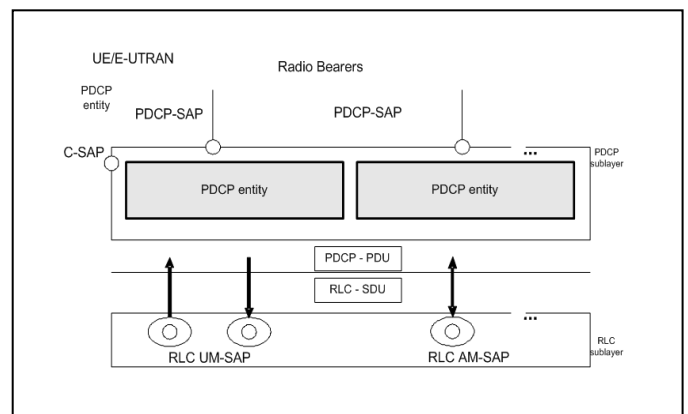 UE/E-UTRAN
Radio Bearers
PDCP
entity
PDCP-SAP
PDCP-SAP
C-SAP
...
PDCP
sublayer
PDCP entity
PDCP entity
PDCP - PDU
RLC - SDU
...
RLC UM-SAP
RLC AM-SAP
RLC
sublayer